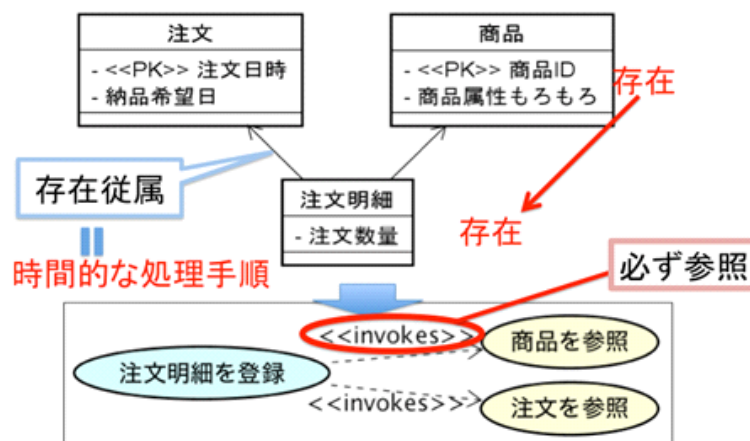 注文
- <<PK>> 注文日時
- 納品希望日
商品
- <<PK>> 商品ID
- 商品属性もろもろ
存在
存在従属
注文明細
- 注文数量
存在
時間的な処理手順
必ず参照
<<invokes>>
商品を参照
注文明細を登録
<<invokes>>
注文を参照